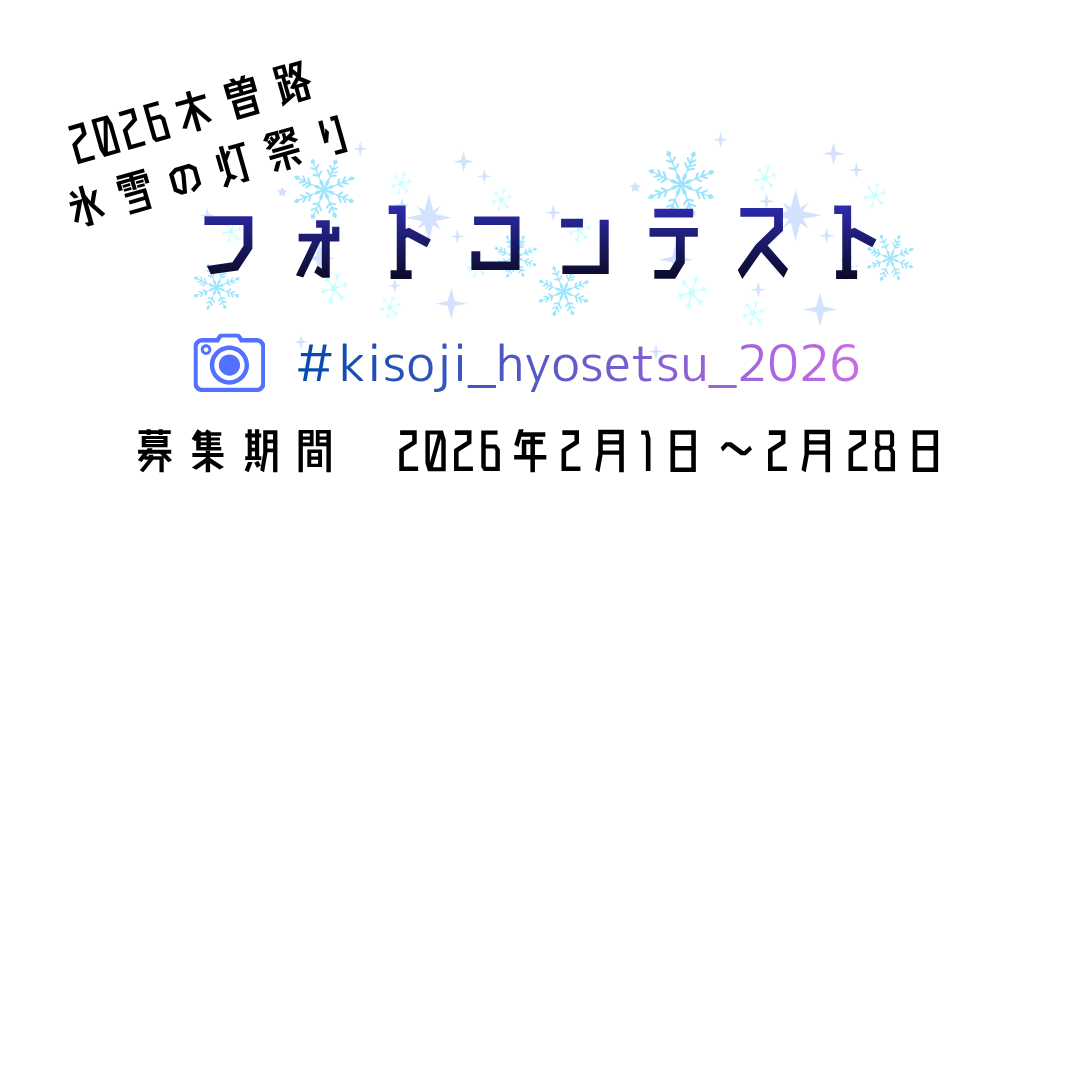 2026木曽路
氷雪の灯祭り
フォトコンテスト
#kisoji_hyosetsu_2026
募集期間　2026年2月1日～2月28日